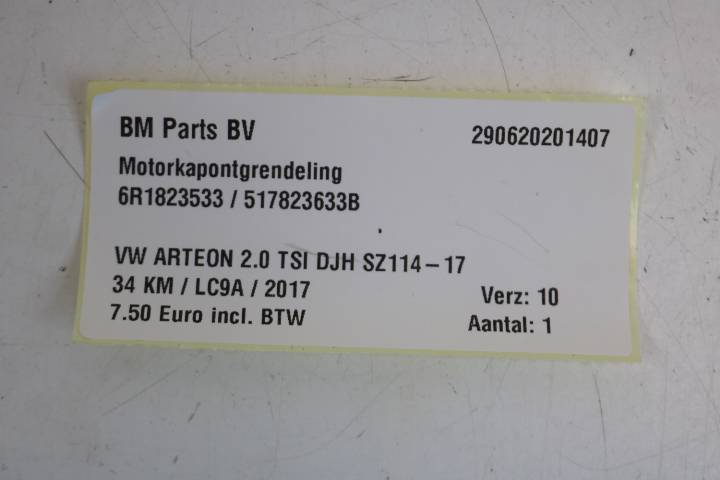 BM Parts BV 290620201407
Motorkapontgrendeling
6R1823533 / 517823633B
VW ARTEON 2.0 TSI DJH SZ114-17
34 KM / LC9A / 2017 Verz: 10
7.50 Euro incl. BTW Aantal: 1